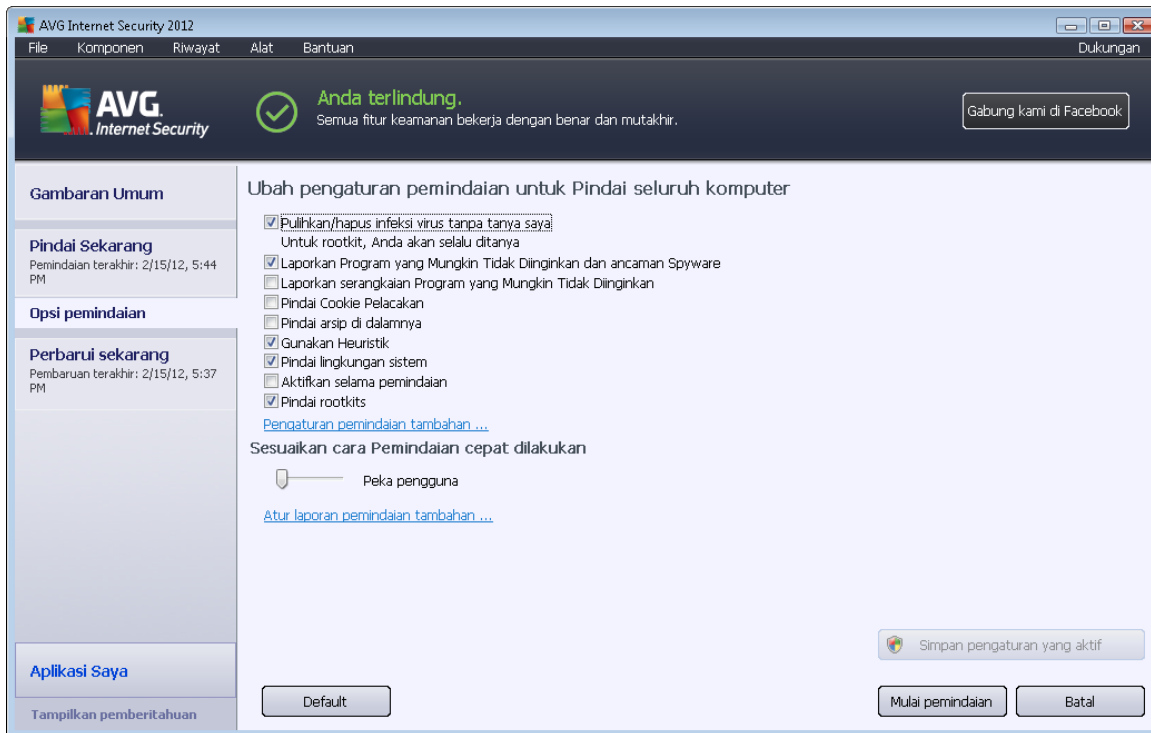 AVG Internet Security 2012
File Komponen Riwayat Alat Bantuan Dukungan
AVG.
Internet Security
Anda terlindung.
Semua fitur keamanan bekerja dengan benar dan mutakhir.
Gabung kami di Facebook
Gambaran Umum
Pindai Sekarang
Pemindaian terakhir: 2/15/12, 5:44
PM
Opsi pemindaian
Perbarui sekarang
Pembaruan terakhir: 2/15/12, 5:37
PM
Aplikasi Saya
Tampilkan pemberitahuan
Ubah pengaturan pemindaian untuk Pindai seluruh komputer
Pulihkan/hapus infeksi virus tanpa tanya saya
Untuk rootkit, Anda akan selalu ditanya
Laporkan Program yang Mungkin Tidak Diinginkan dan ancaman Spyware
Laporkan serangkaian Program yang Mungkin Tidak Diinginkan
Pindai Cookie Pelacakan
Pindai arsip di dalamnya
Gunakan Heuristik
Pindai lingkungan sistem
Aktifkan selama pemindaian
Pindai rootkits
Pengaturan pemindaian tambahan ...
Sesuaikan cara Pemindaian cepat dilakukan
Peka pengguna
Atur laporan pemindaian tambahan ...
Simpan pengaturan yang aktif
Default
Mulai pemindaian
Batal